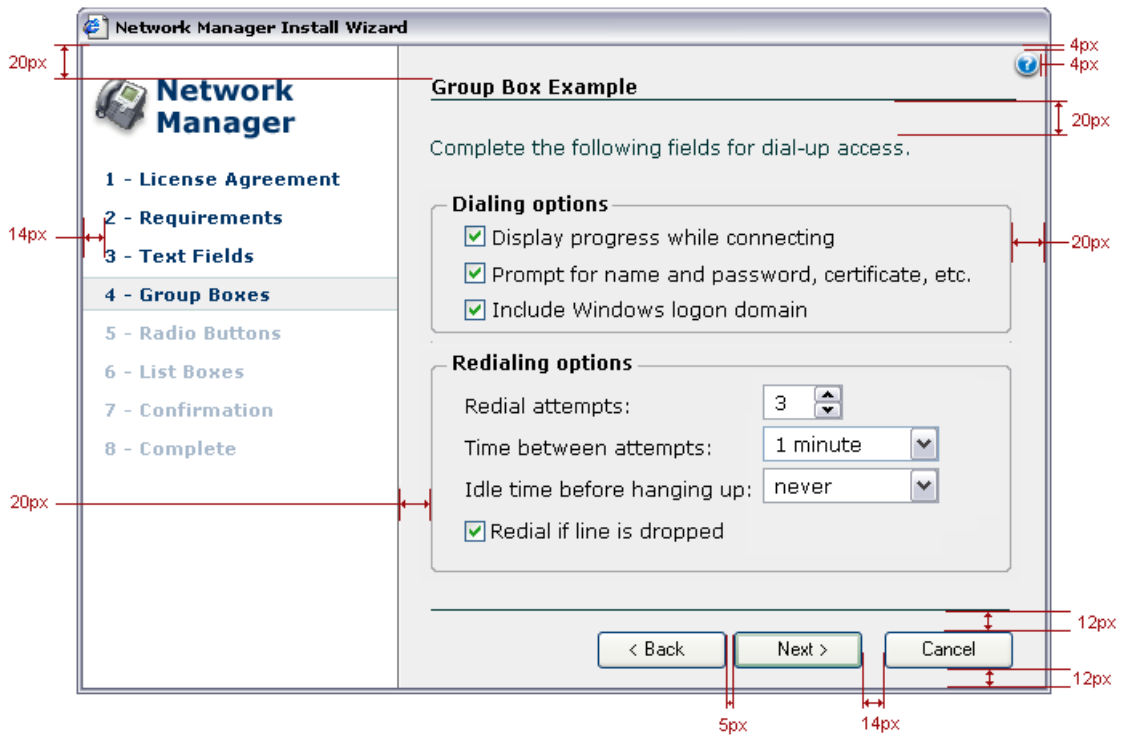 Network Manager Install Wizard
20px
4px
4px
Network
Manager
Group Box Example
20px
Complete the following fields for dial-up access.
1 - License Agreement
2 - Requirements
3 - Text Fields
4 - Group Boxes
5 - Radio Buttons
6 - List Boxes
7 - Confirmation
8 - Complete
14px
Dialing options
Display progress while connecting
Prompt for name and password, certificate, etc.
Include Windows logon domain
20px
Redialing options
Redial attempts: 3
Time between attempts: 1 minute
Idle time before hanging up: never
Redial if line is dropped
20px
12px
< Back Next > Cancel
12px
5px 14px